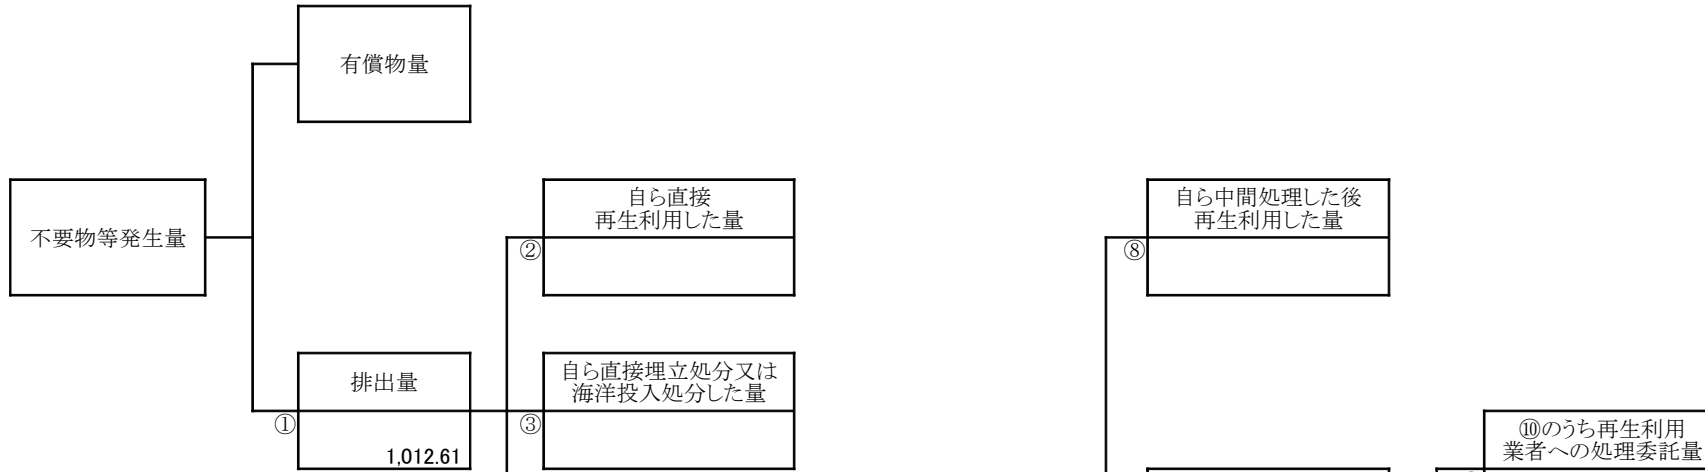 有償物量
不要物等発生量
自ら直接
再生利用した量
②
自ら中間処理した後
再生利用した量
⑧
排出量
①
1,012.61
自ら直接埋立処分又は
海洋投入処分した量
③
⑩のうち再生利用
業者への処理委託量